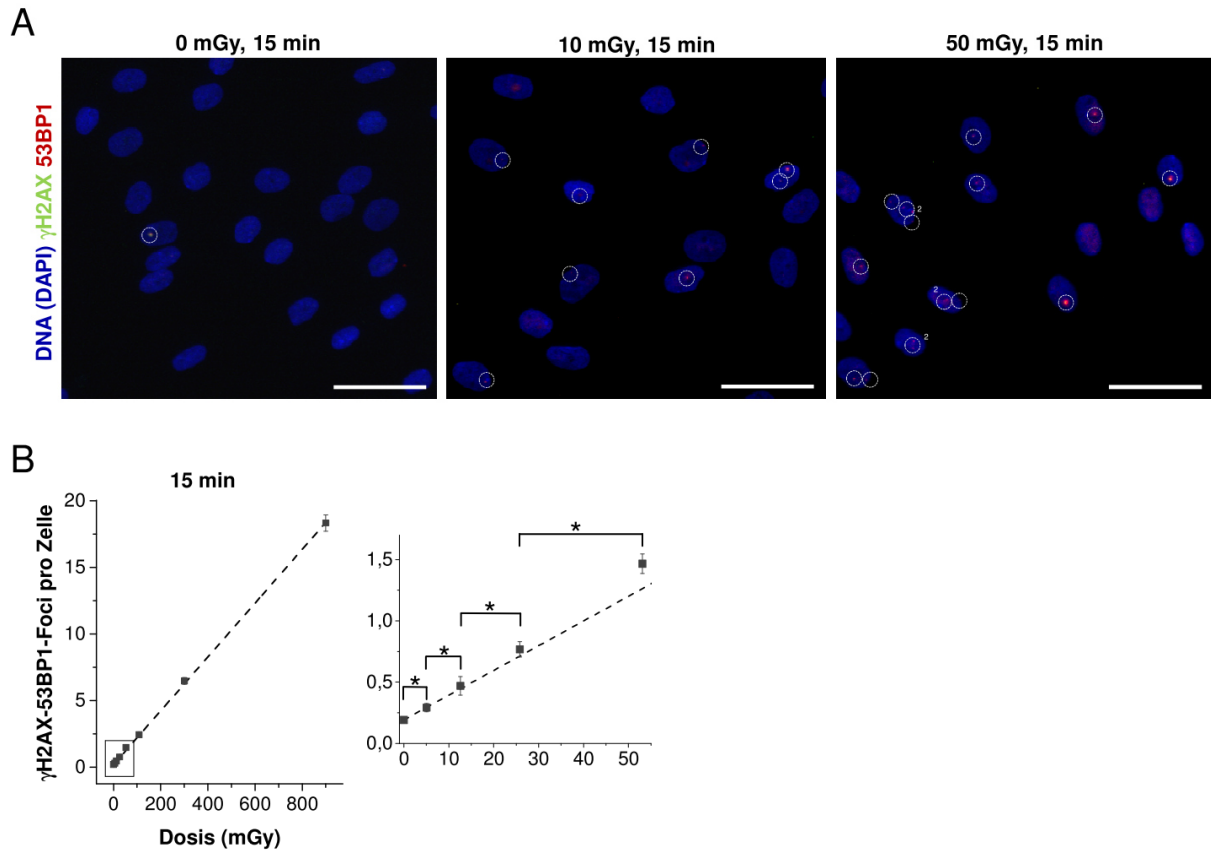 A
0 mGy, 15 min
10 mGy, 15 min
50 mGy, 15 min
DNA (DAPI) γH2AX 53BP1
2
2
2
B
15 min
γH2AX-53BP1-Foci pro Zelle
20
15
10
5
0
0 200 400 600 800
Dosis (mGy)
*
*
*
*
1,5
1,0
0,5
0,0
0 10 20 30 40 50